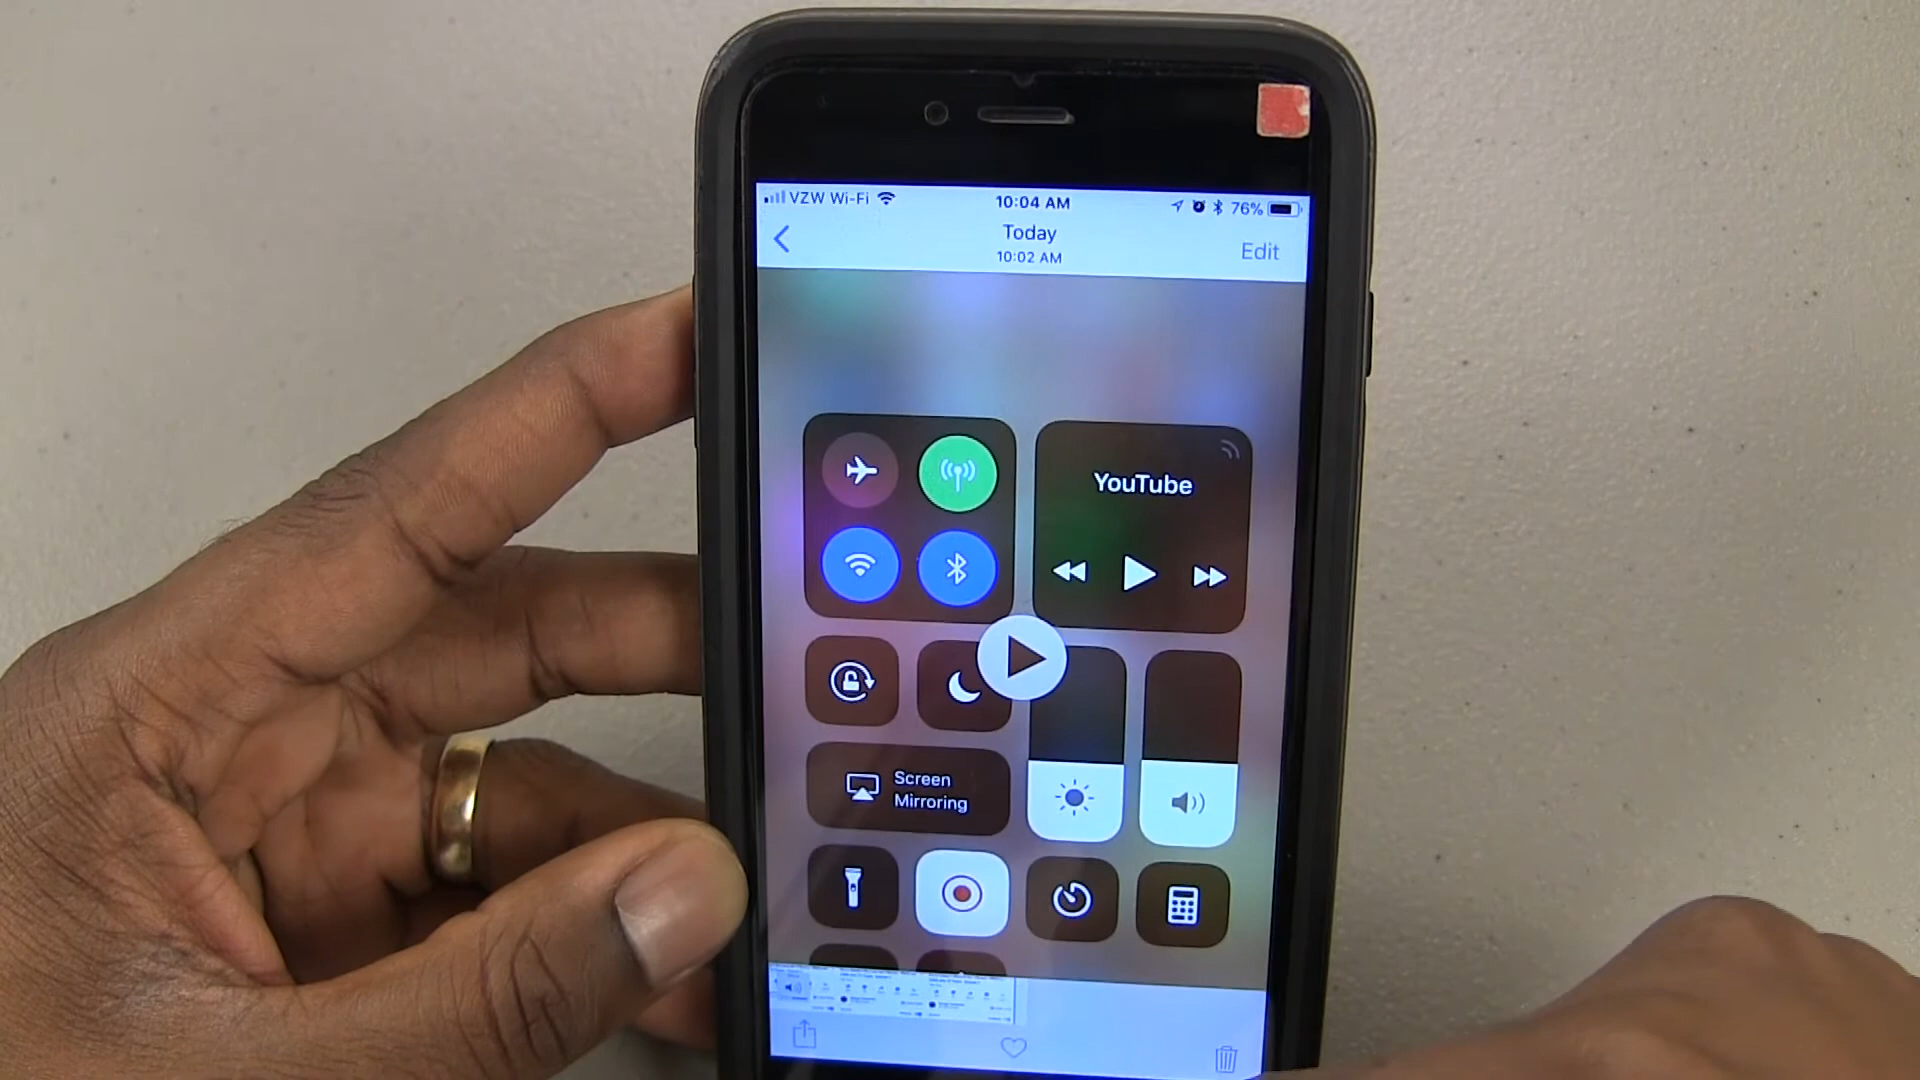 VZW Wi-Fi
10:04 AM
76%
Today
10:02 AM
Edit
YouTube
Screen
Mirroring